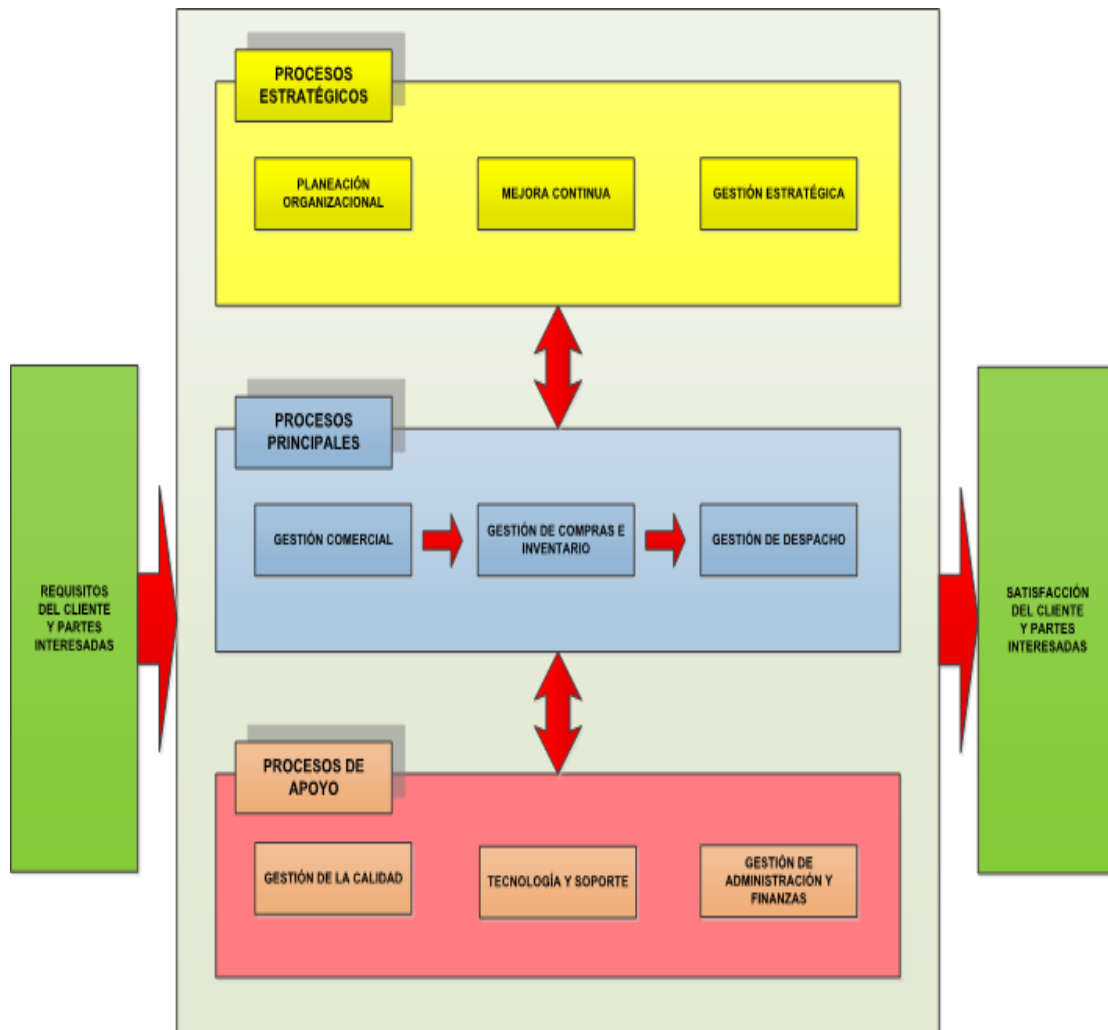 PROCESOS
ESTRATÉGICOS
PLANEACIÓN
ORGANIZACIONAL
MEJORA CONTINUA
GESTIÓN ESTRATÉGICA
REQUISITOS
DEL CLIENTE
Y PARTES
INTERESADAS
PROCESOS
PRINCIPALES
GESTIÓN COMERCIAL
GESTIÓN DE COMPRAS E
INVENTARIO
GESTIÓN DE DESPACHO
SATISFACCIÓN
DEL CLIENTE
Y PARTES
INTERESADAS
PROCESOS DE
APOYO
GESTIÓN DE LA CALIDAD
TECNOLOGÍA Y SOPORTE
GESTIÓN DE
ADMINISTRACIÓN Y
FINANZAS